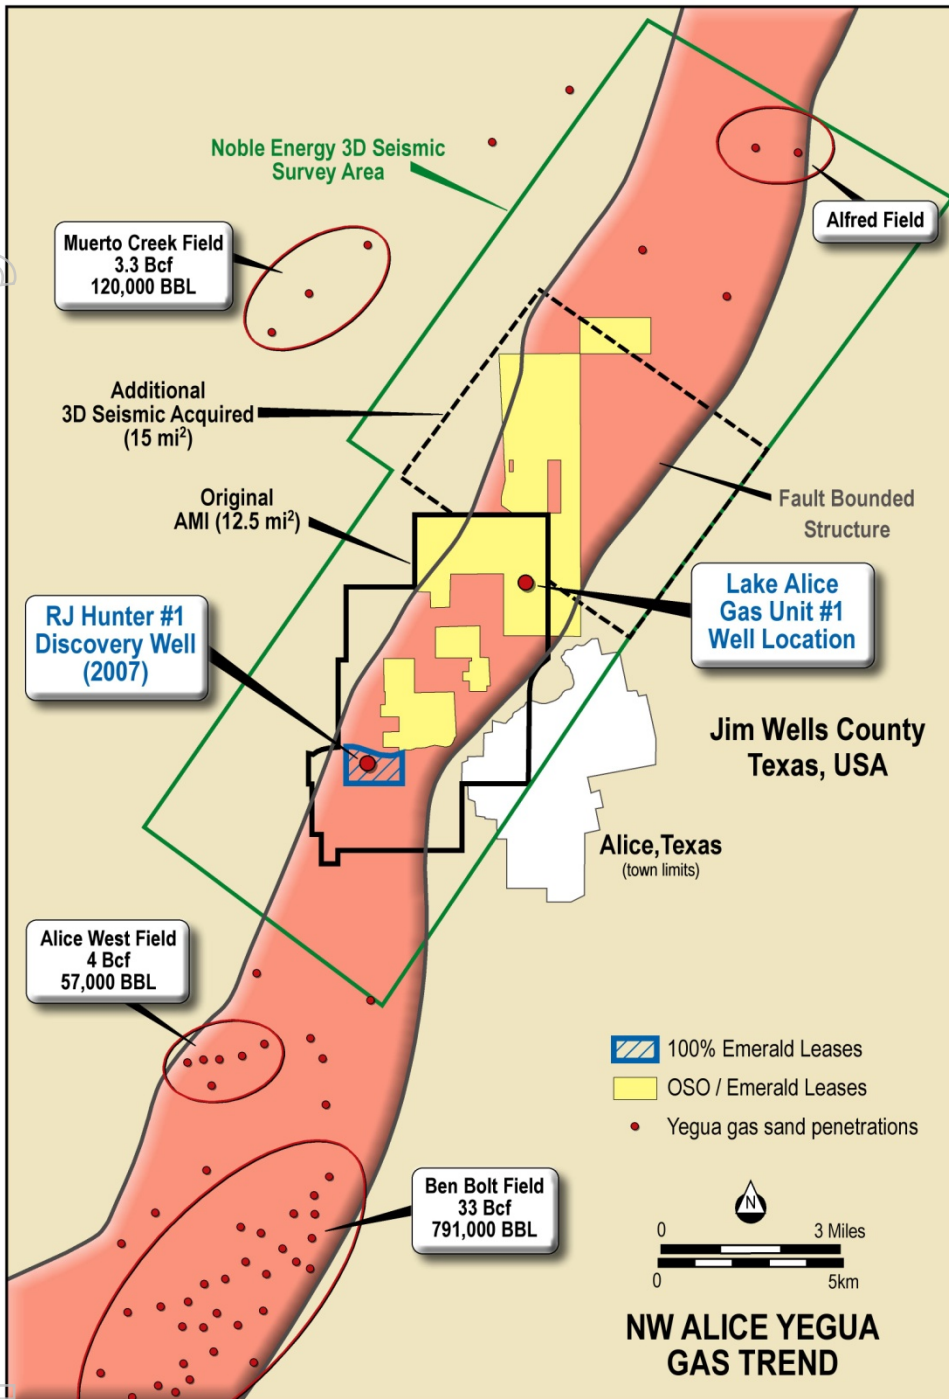 Noble Energy 3D Seismic
Survey Area
Alfred Field
Muerto Creek Field
3.3 Bcf
120,000 BBL
Additional
3D Seismic Acquired
(15 mi²)
Original
AMI (12.5 mi²)
Fault Bounded
Structure
RJ Hunter #1
Discovery Well
(2007)
Lake Alice
Gas Unit #1
Well Location
Jim Wells County
Texas, USA
Alice,Texas
(town limits)
Alice West Field
4 Bcf
57,000 BBL
100% Emerald Leases
OSO / Emerald Leases
Yegua gas sand penetrations
Ben Bolt Field
33 Bcf
791,000 BBL
N
0 3 Miles
0 5km
NW ALICE YEGUA
GAS TREND